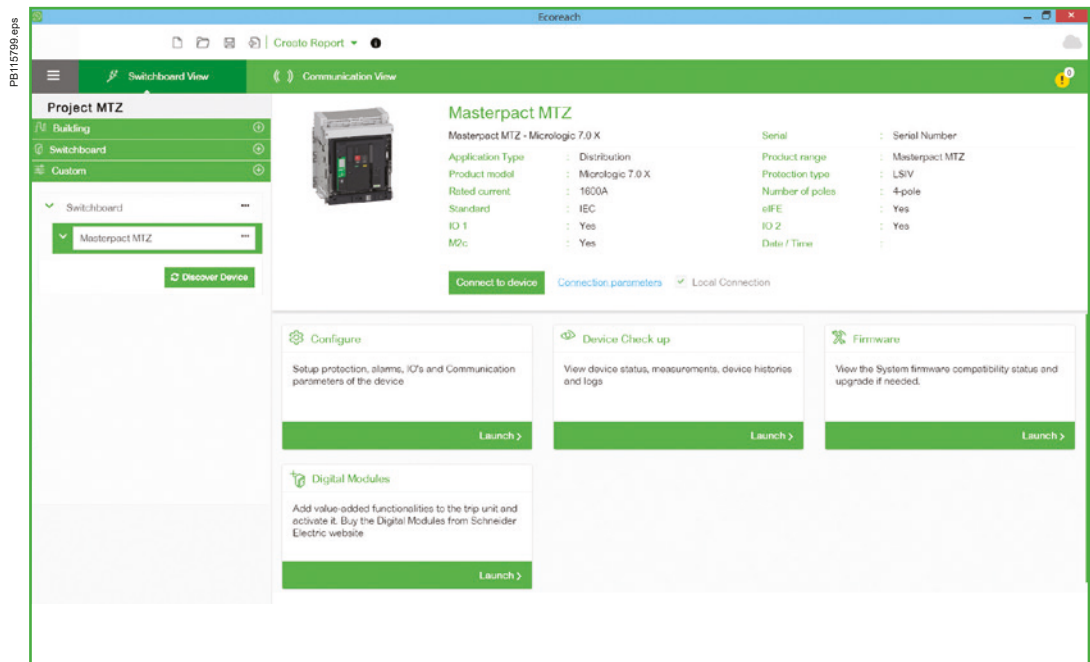 PB115799.eps
Ecoreach
Create Report
Switchboard View
Communication View
0
Project MTZ
Building
Switchboard
Custom
Switchboard
Masterpact MTZ
Discover Device
Masterpact MTZ
Masterpact MTZ - Micrologic 7.0 X
Serial : Serial Number
Application Type : Distribution
Product range : Masterpact MTZ
Product model : Micrologic 7.0 X
Protection type : LSIV
Rated current : 1600A
Number of poles : 4-pole
Standard : IEC
eIFE : Yes
IO 1 : Yes
IO 2 : Yes
M2c : Yes
Date / Time :
Connect to device
Connection parameters
Local Connection
Configure
Setup protection, alarms, IO's and Communication
parameters of the device
Launch
Device Check up
View device status, measurements, device histories
and logs
Launch
Firmware
View the System firmware compatibility status and
upgrade if needed.
Launch
Digital Modules
Add value-added functionalities to the trip unit and
activate it. Buy the Digital Modules from Schneider
Electric website
Launch